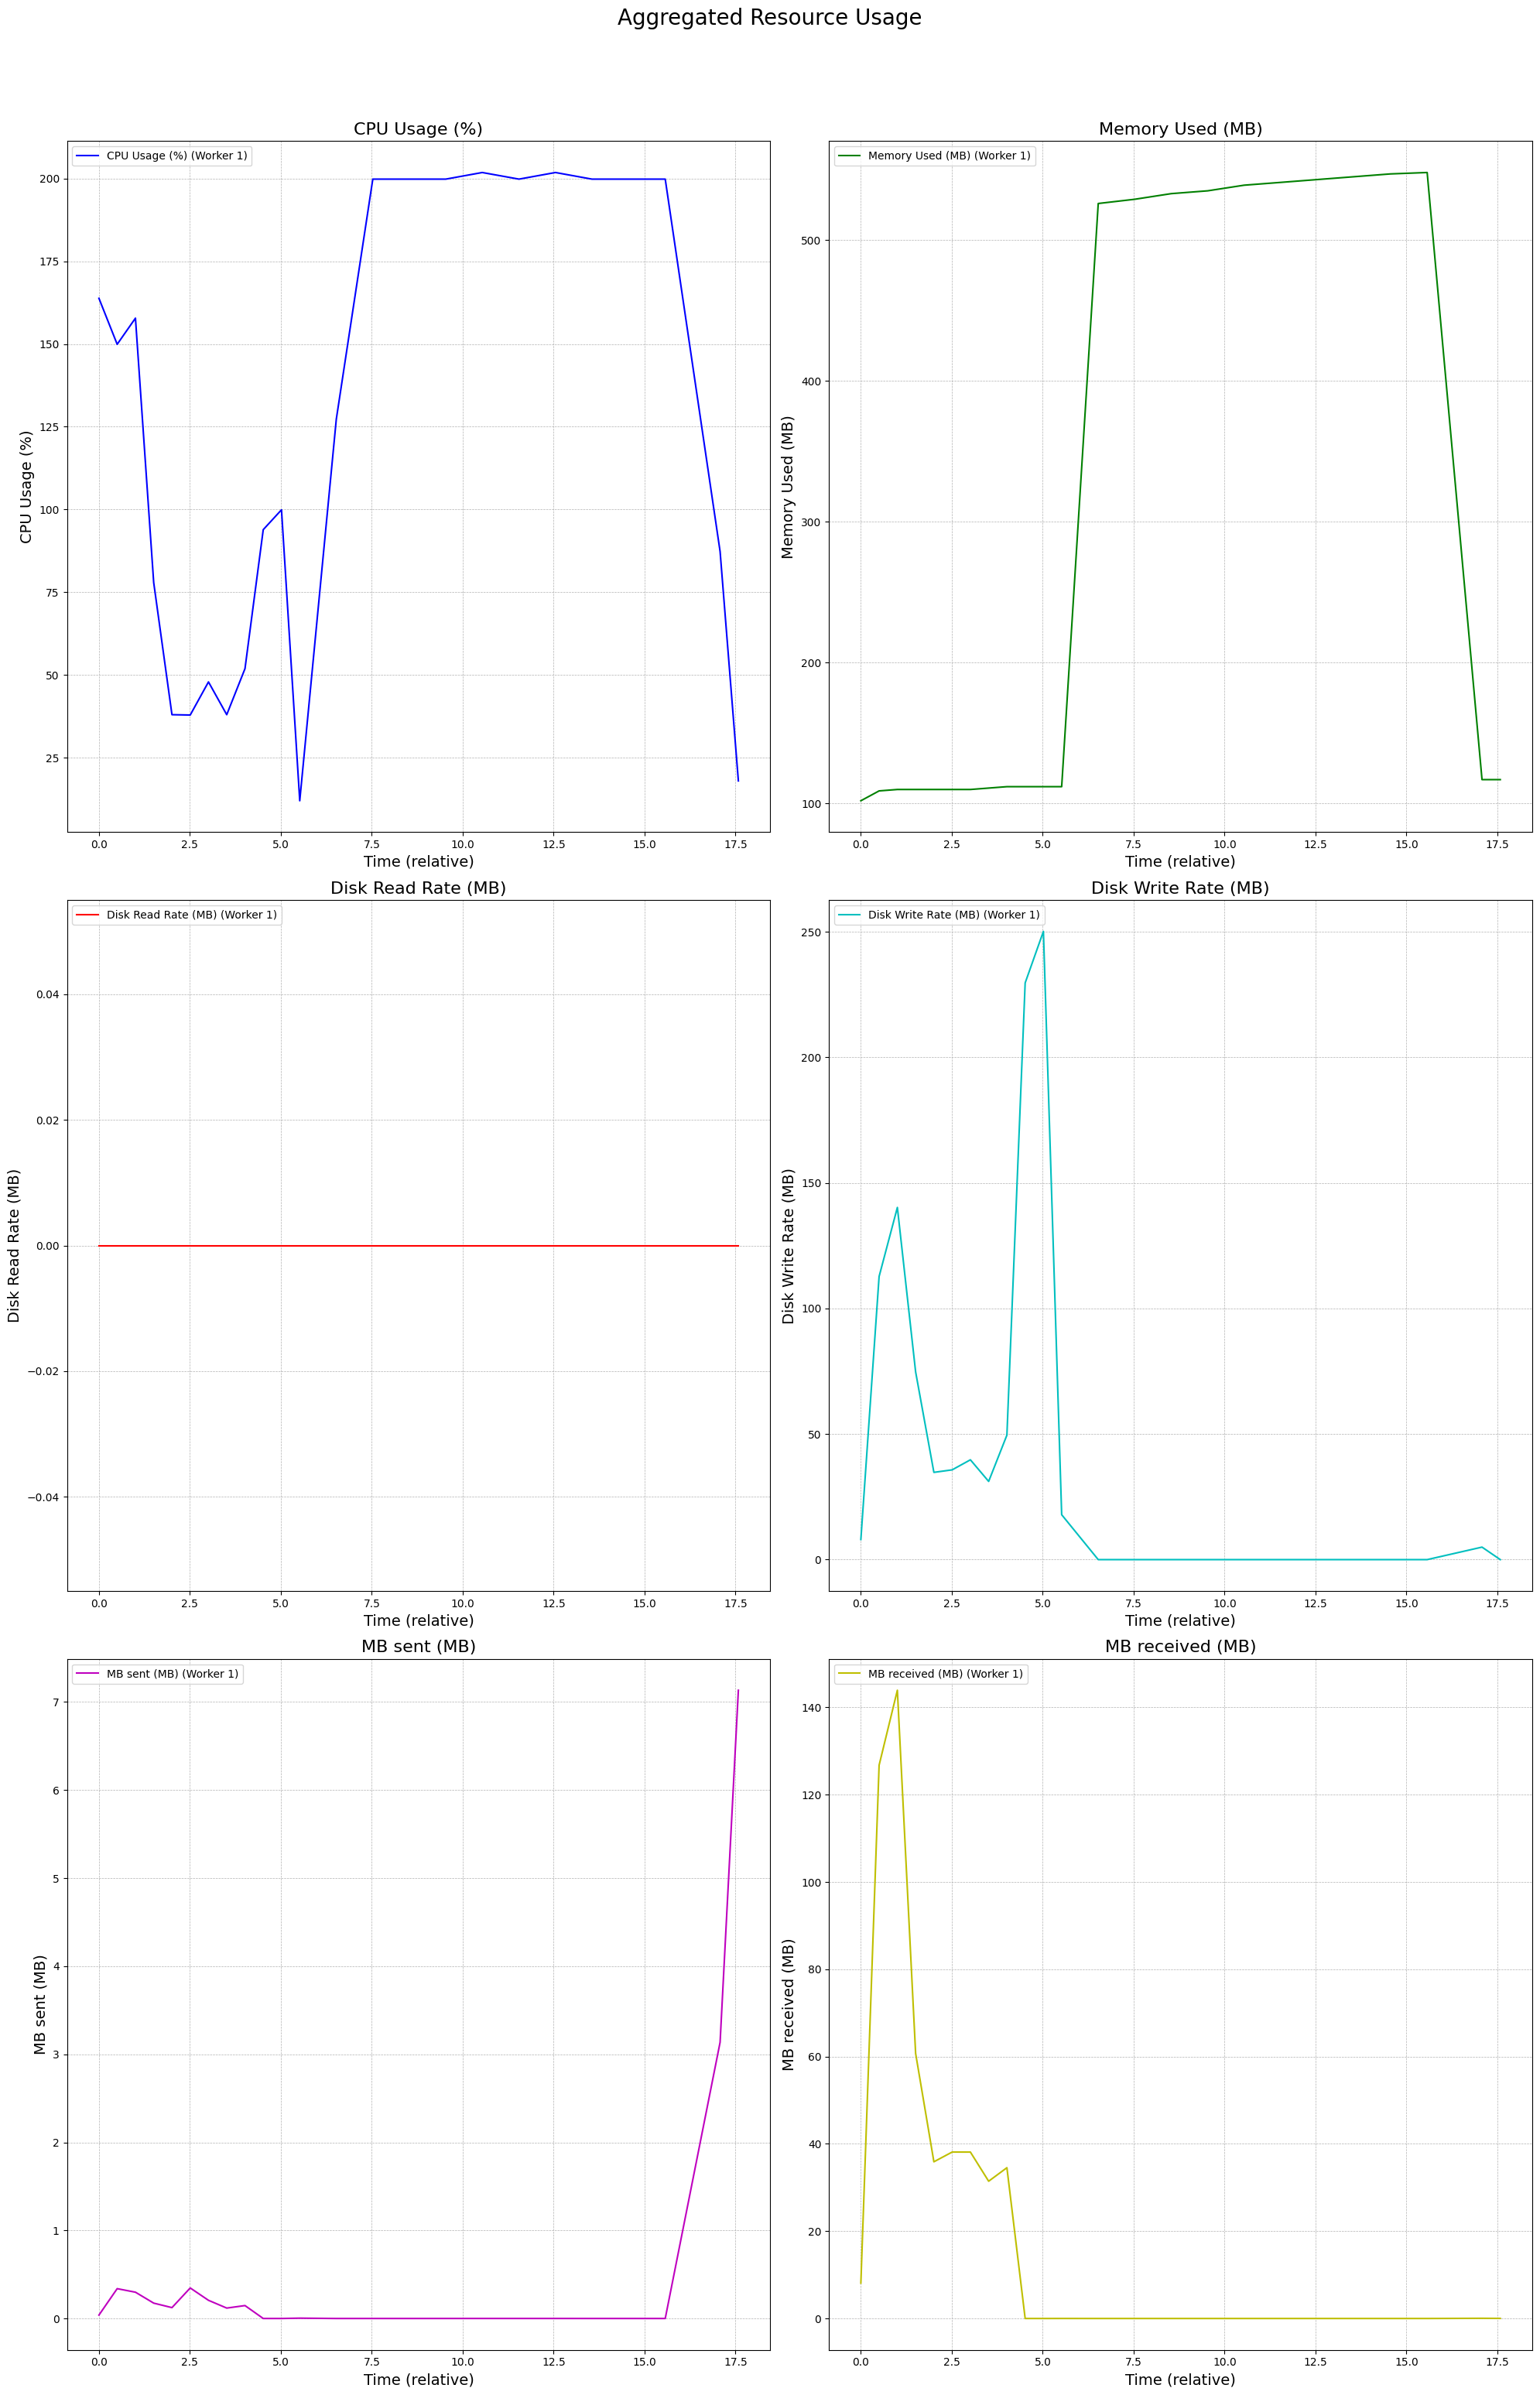 Aggregated Resource Usage
CPU Usage (%)
CPU Usage (%) (Worker 1)
CPU Usage (%)
200
175
150
125
100
75
50
25
0.0 2.5 5.0 7.5 10.0 12.5 15.0 17.5
Time (relative)
Memory Used (MB)
Memory Used (MB) (Worker 1)
Memory Used (MB)
500
400
300
200
100
0.0 2.5 5.0 7.5 10.0 12.5 15.0 17.5
Time (relative)
Disk Read Rate (MB)
Disk Read Rate (MB) (Worker 1)
Disk Read Rate (MB)
0.04
0.02
0.00
−0.02
−0.04
0.0 2.5 5.0 7.5 10.0 12.5 15.0 17.5
Time (relative)
Disk Write Rate (MB)
Disk Write Rate (MB) (Worker 1)
Disk Write Rate (MB)
250
200
150
100
50
0
0.0 2.5 5.0 7.5 10.0 12.5 15.0 17.5
Time (relative)
MB sent (MB)
MB sent (MB) (Worker 1)
MB sent (MB)
7
6
5
4
3
2
1
0
0.0 2.5 5.0 7.5 10.0 12.5 15.0 17.5
Time (relative)
MB received (MB)
MB received (MB) (Worker 1)
MB received (MB)
140
120
100
80
60
40
20
0
0.0 2.5 5.0 7.5 10.0 12.5 15.0 17.5
Time (relative)